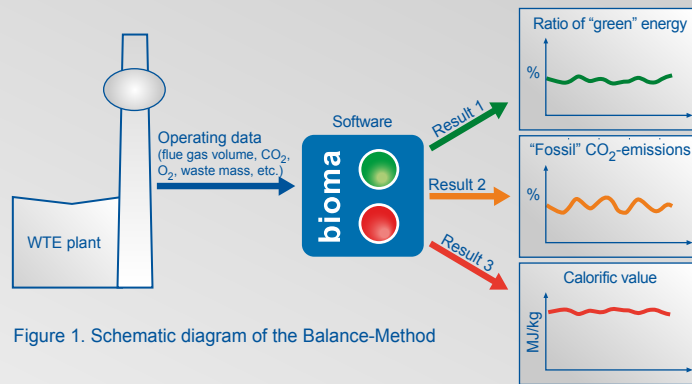 Ratio of “green” energy
%
Operating data
(flue gas volume, CO₂,
O₂, waste mass, etc.)
WTE plant
Software
bioma
Result 1
Result 2
Result 3
“Fossil” CO₂-emissions
%
Calorific value
MJ/kg
Figure 1. Schematic diagram of the Balance-Method